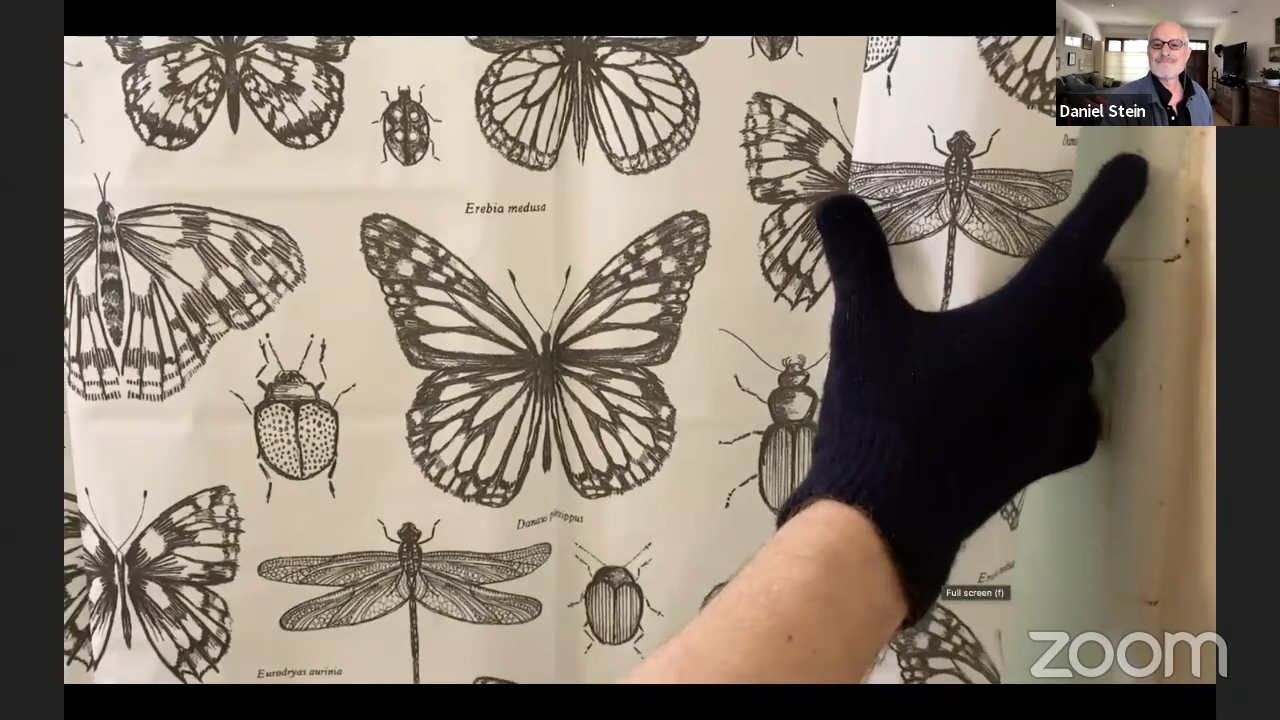 Daniel Stein
Erebia medusa
Danaus plexippus
Full screen (f)
Eurodryas aurinia
zoom